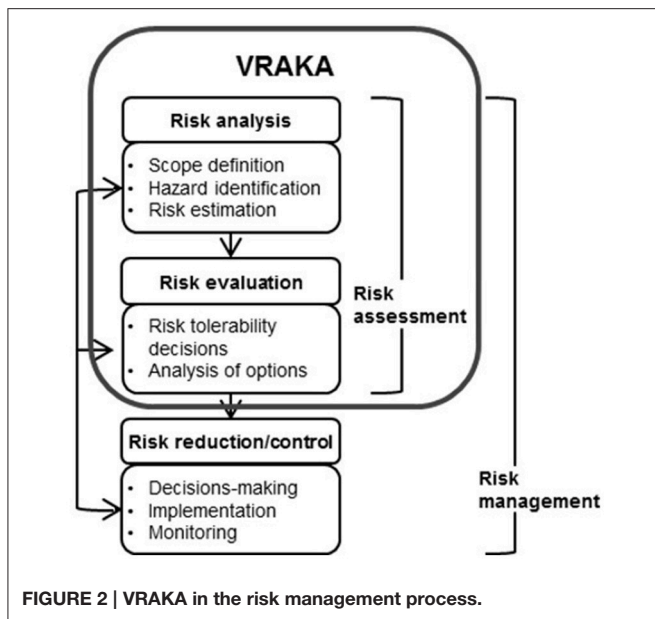 VRAKA
Risk analysis
• Scope definition
• Hazard identification
• Risk estimation
Risk evaluation
• Risk tolerability
decisions
• Analysis of options
Risk
assessment
Risk reduction/control
• Decisions-making
• Implementation
• Monitoring
Risk
management
FIGURE 2 | VRAKA in the risk management process.